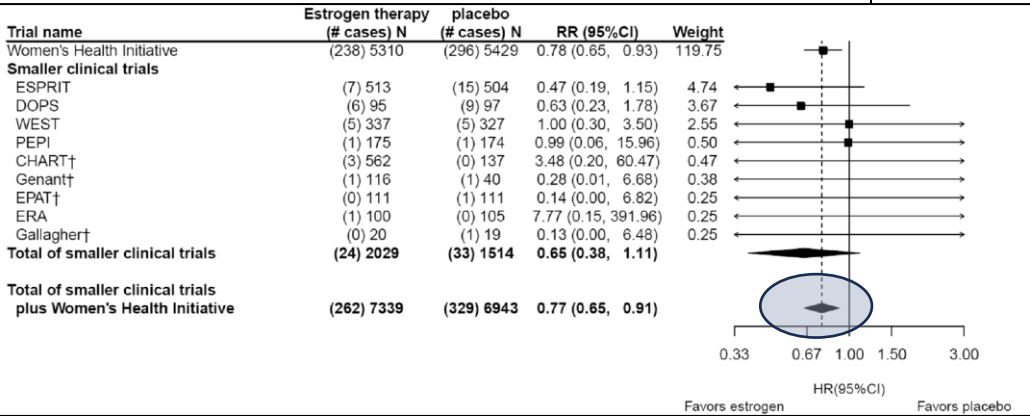 Estrogen therapy placebo
Trial name (# cases) N (# cases) N RR (95%CI) Weight
Women's Health Initiative (238) 5310 (296) 5429 0.78 (0.65, 0.93) 119.75
Smaller clinical trials
ESPRIT (7) 513 (15) 504 0.47 (0.19, 1.15) 4.74
DOPS (6) 95 (9) 97 0.63 (0.23, 1.78) 3.67
WEST (5) 337 (5) 327 1.00 (0.30, 3.50) 2.55
PEPI (1) 175 (1) 174 0.99 (0.06, 15.96) 0.50
CHART† (3) 562 (0) 137 3.48 (0.20, 60.47) 0.47
Genant† (1) 116 (1) 40 0.28 (0.01, 6.68) 0.38
EPAT† (0) 111 (1) 111 0.14 (0.00, 6.82) 0.25
ERA (1) 100 (0) 105 7.77 (0.15, 391.96) 0.25
Gallagher† (0) 20 (1) 19 0.13 (0.00, 6.48) 0.25
Total of smaller clinical trials (24) 2029 (33) 1514 0.65 (0.38, 1.11)
Total of smaller clinical trials
plus Women's Health Initiative (262) 7339 (329) 6943 0.77 (0.65, 0.91)
0.33 0.67 1.00 1.50 3.00
HR(95%CI)
Favors estrogen Favors placebo